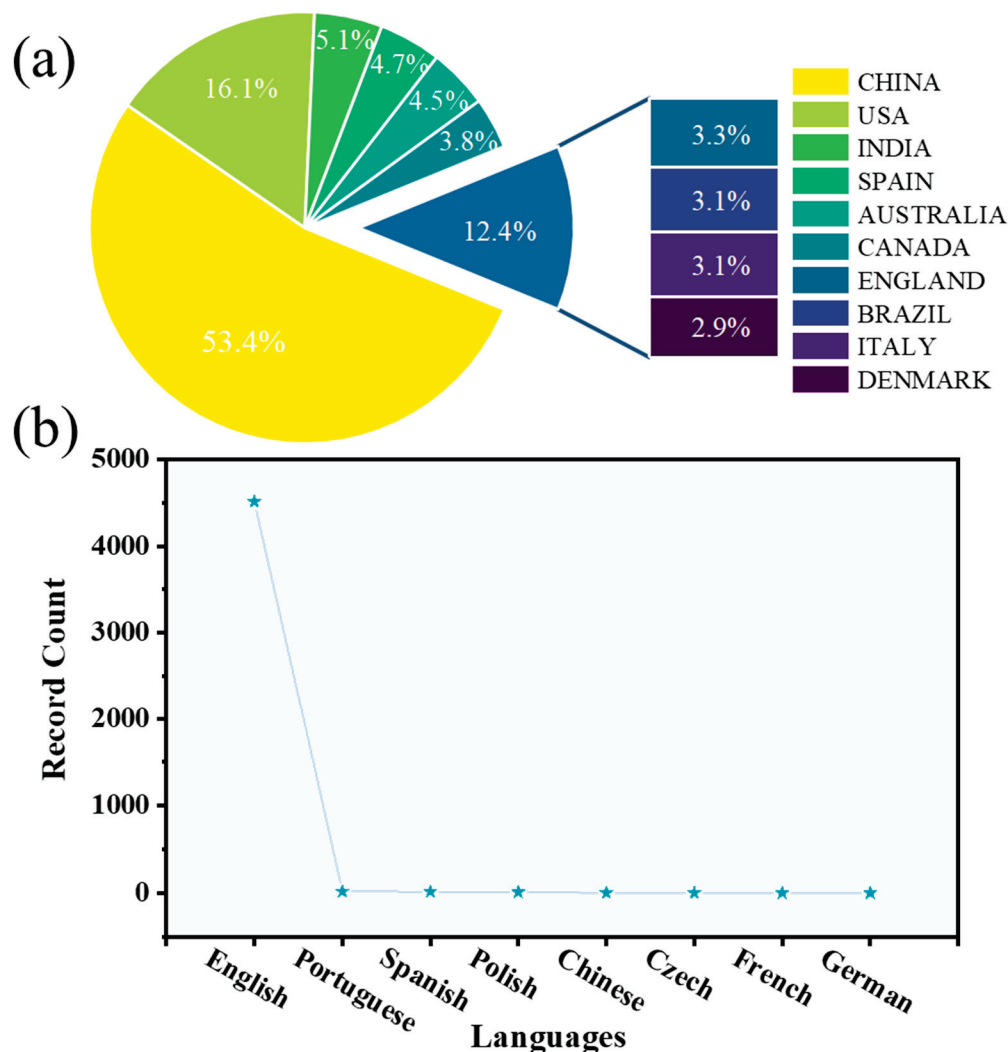 (a)
5.1%
4.7%
16.1%
4.5%
3.8%
12.4%
53.4%
3.3%
3.1%
3.1%
2.9%
CHINA
USA
INDIA
SPAIN
AUSTRALIA
CANADA
ENGLAND
BRAZIL
ITALY
DENMARK
(b)
5000
4000
3000
2000
1000
0
Record Count
English
Portuguese
Spanish
Polish
Chinese
Czech
French
German
Languages